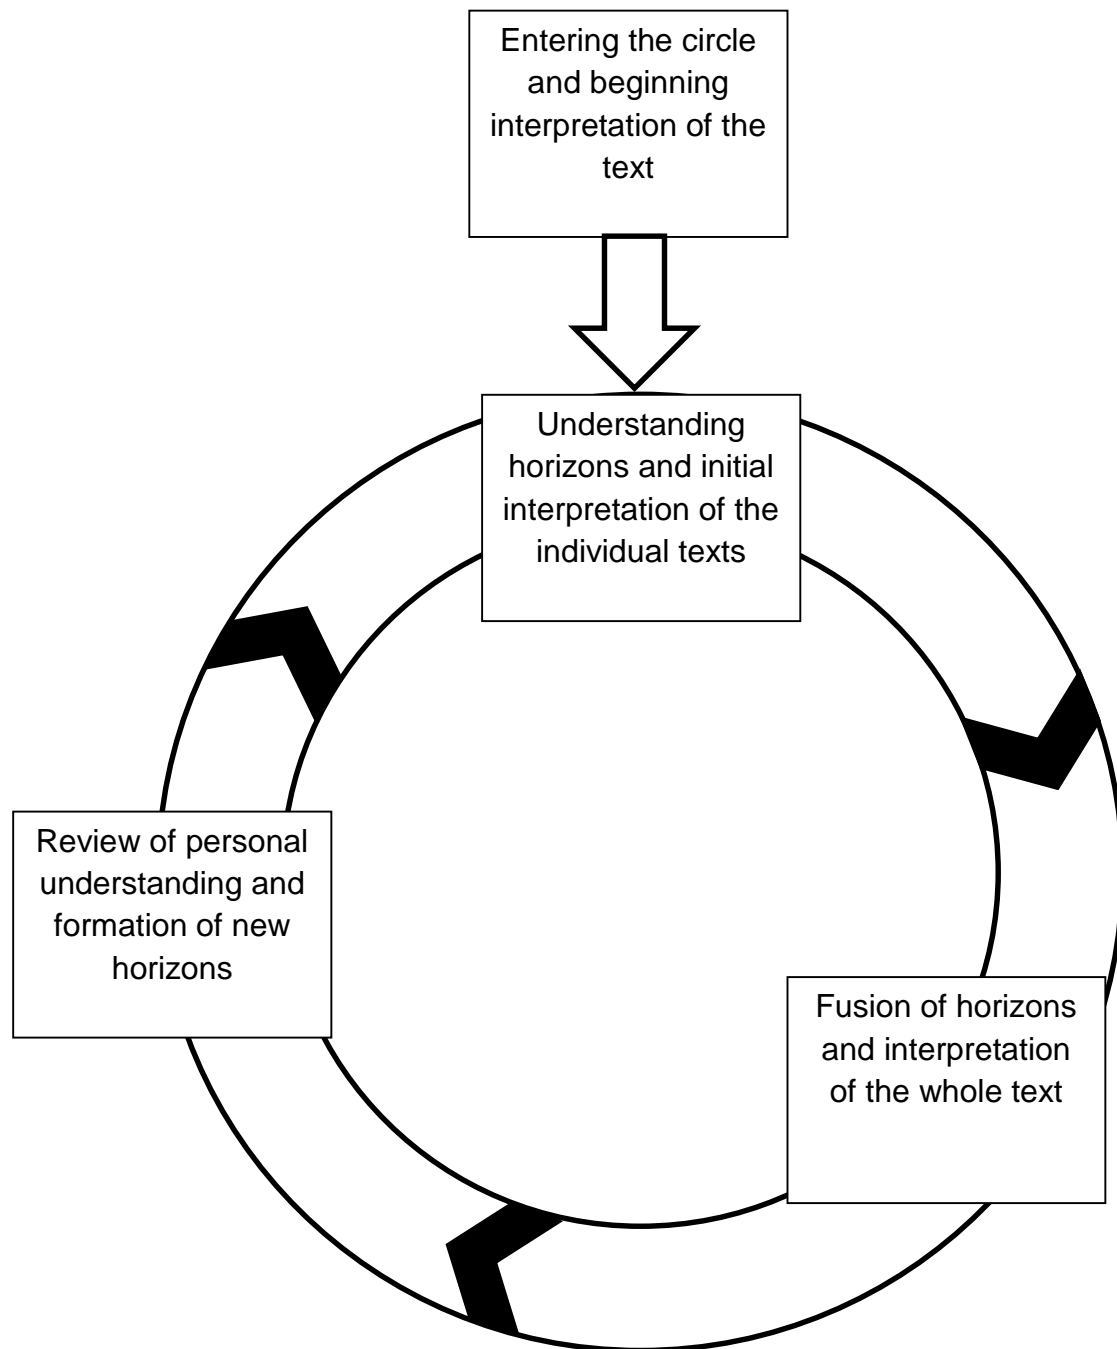 Entering the circle
and beginning
interpretation of the
text
Understanding
horizons and initial
interpretation of the
individual texts
Review of personal
understanding and
formation of new
horizons
Fusion of horizons
and interpretation
of the whole text